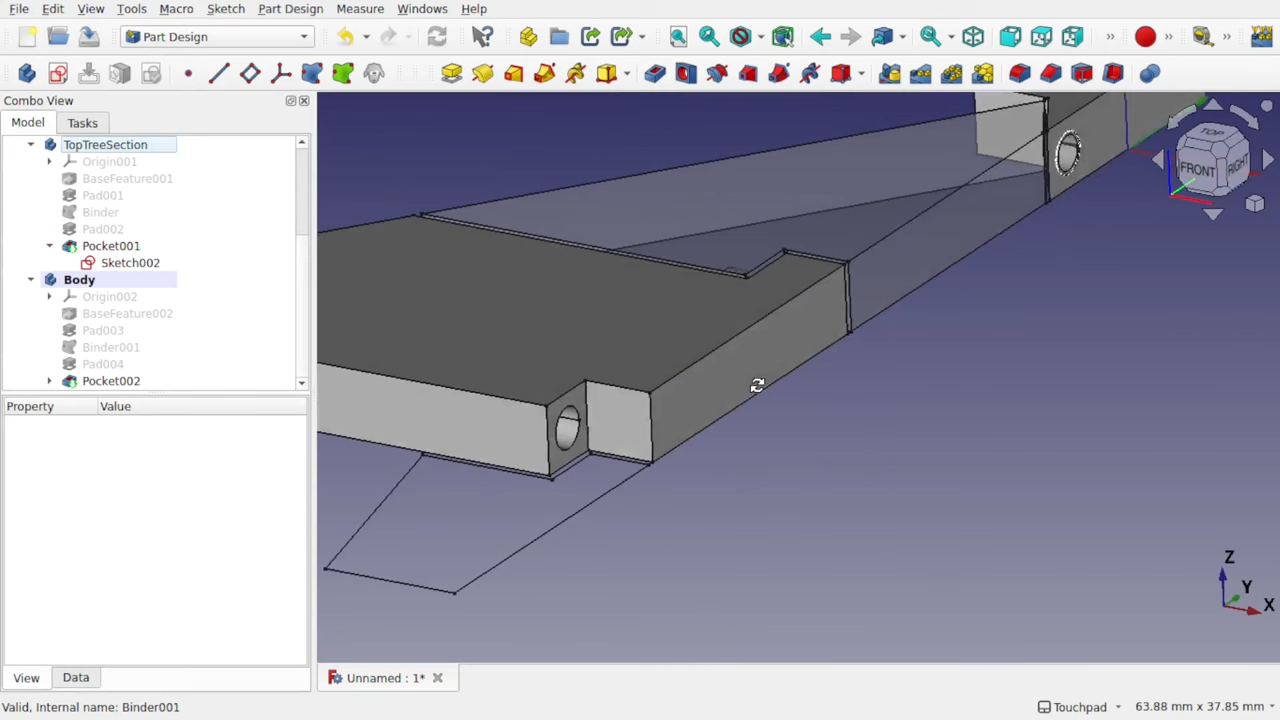 File Edit View Tools Macro Sketch Part Design Measure Windows Help
Part Design
Combo View
Model Tasks
TopTreeSection
Origin001
BaseFeature001
Pad001
Binder
Pad002
Pocket001
Sketch002
Body
Origin002
BaseFeature002
Pad003
Binder001
Pad004
Pocket002
Property Value
View Data
TOP
FRONT
RIGHT
Z
Y
X
Unnamed : 1*
Valid, Internal name: Binder001
Touchpad
63.88 mm x 37.85 mm